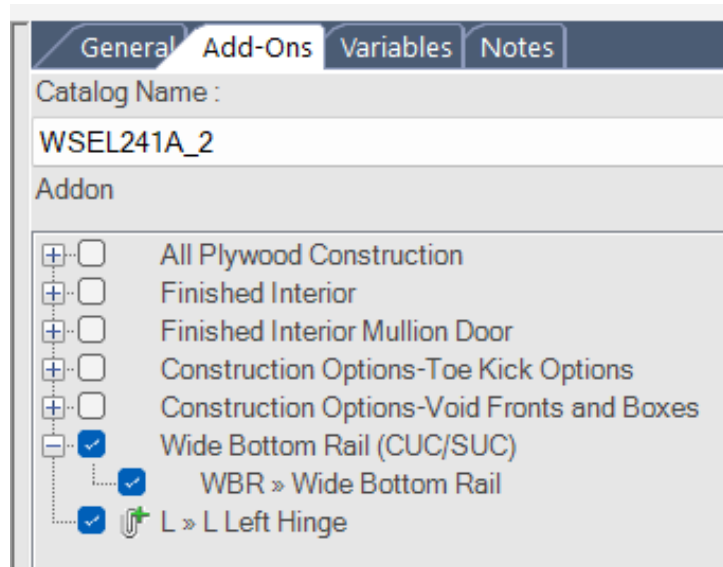 General Add-Ons Variables Notes
Catalog Name :
WSEL241A_2
Addon
All Plywood Construction
Finished Interior
Finished Interior Mullion Door
Construction Options-Toe Kick Options
Construction Options-Void Fronts and Boxes
Wide Bottom Rail (CUC/SUC)
WBR » Wide Bottom Rail
L » L Left Hinge